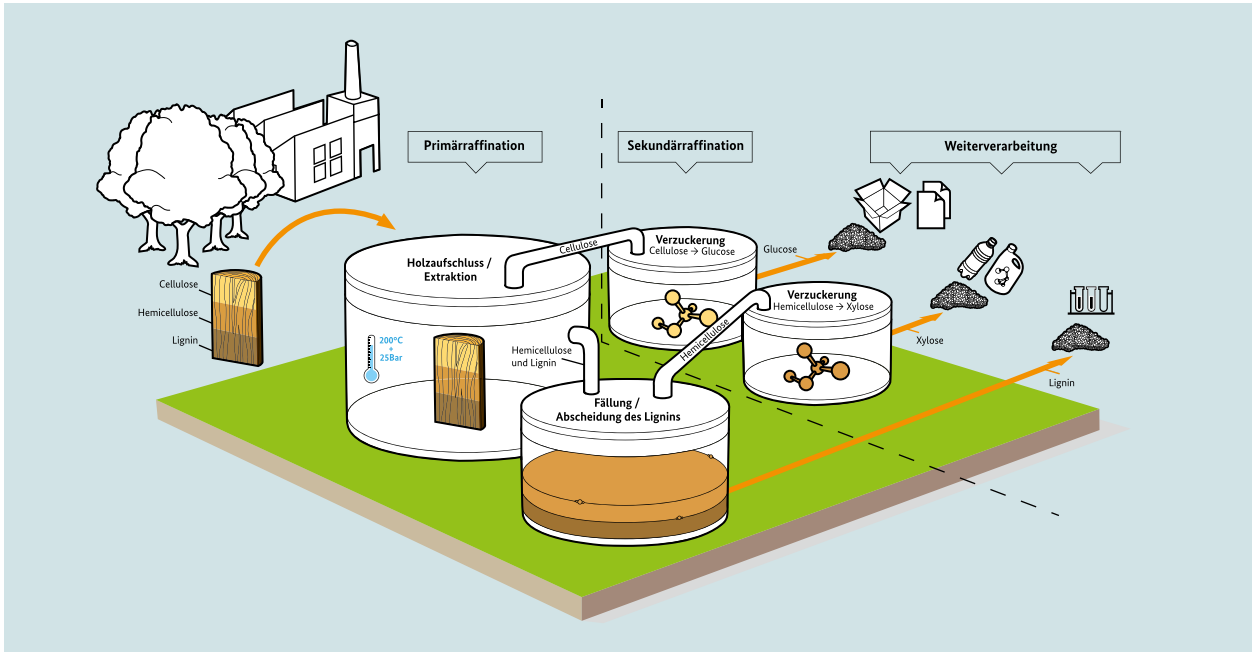 Primärraffination
Sekundärraffination
Weiterverarbeitung
Cellulose
Hemicellulose
Lignin
Holzaufschluss /
Extraktion
200°C
+
25Bar
Cellulose
Verzuckerung
Cellulose → Glucose
Glucose
Hemicellulose
und Lignin
Hemicellulose
Verzuckerung
Hemicellulose → Xylose
Xylose
Fällung /
Abscheidung des Lignins
Lignin